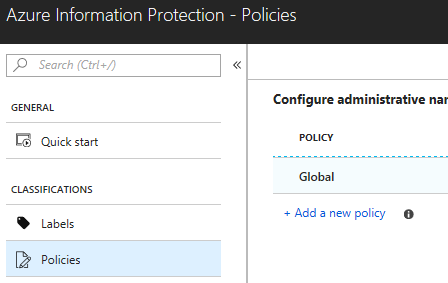 Azure Information Protection - Policies
Search (Ctrl+/)
«
GENERAL
Quick start
CLASSIFICATIONS
Labels
Policies
Configure administrative nar
POLICY
Global
+ Add a new policy